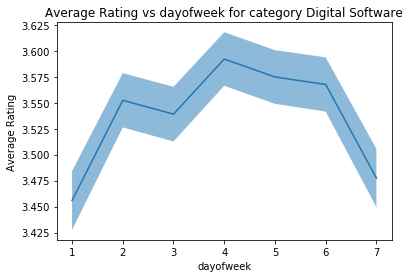 Average Rating vs dayofweek for category Digital Software
3.625
3.600
3.575
3.550
3.525
3.500
3.475
3.450
3.425
Average Rating
1 2 3 4 5 6 7
dayofweek